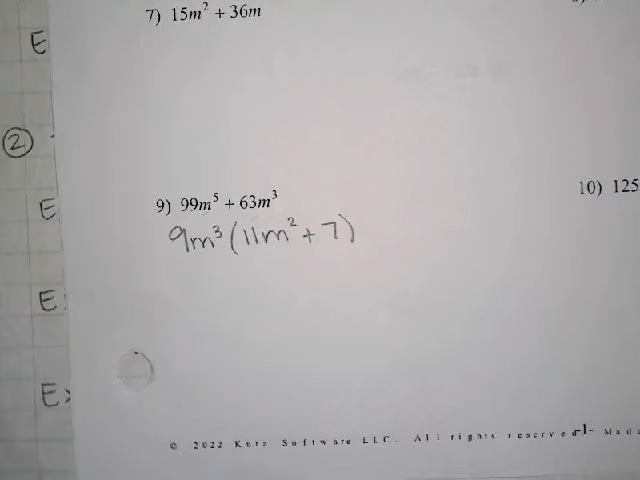 7) 15m² + 36m
E
②
9) 99m⁵ + 63m³
10) 125
E
9m³(11m² + 7)
E
E
© 2022 Kuta Software LLC. All rights reserved. -1- Made